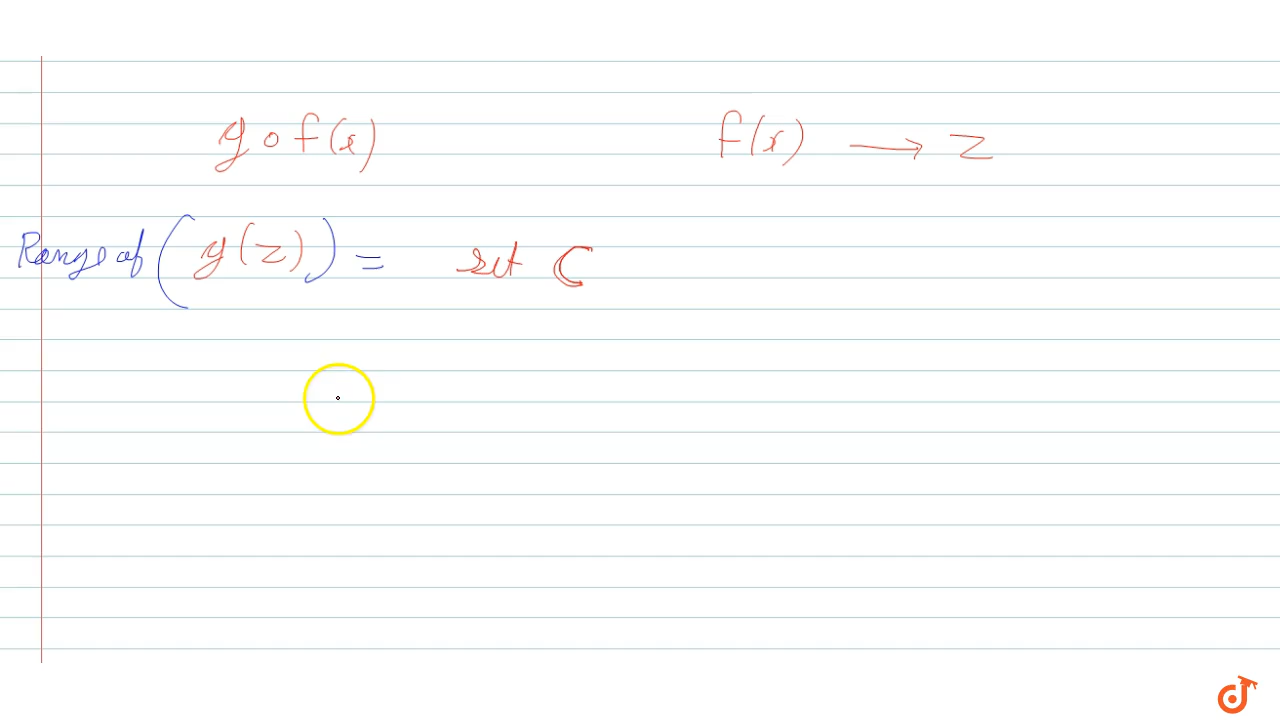 g o f(x) f(x) → z
Range of ( g(z) ) = set C